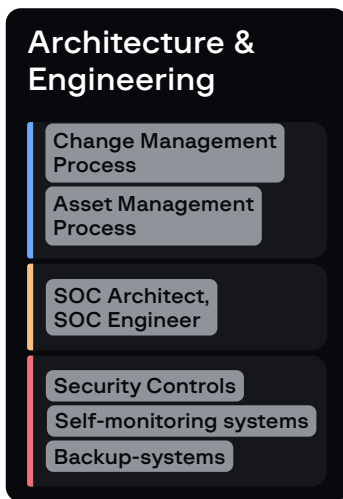 Architecture &
Engineering
Change Management
Process
Asset Management
Process
SOC Architect,
SOC Engineer
Security Controls
Self-monitoring systems
Backup-systems